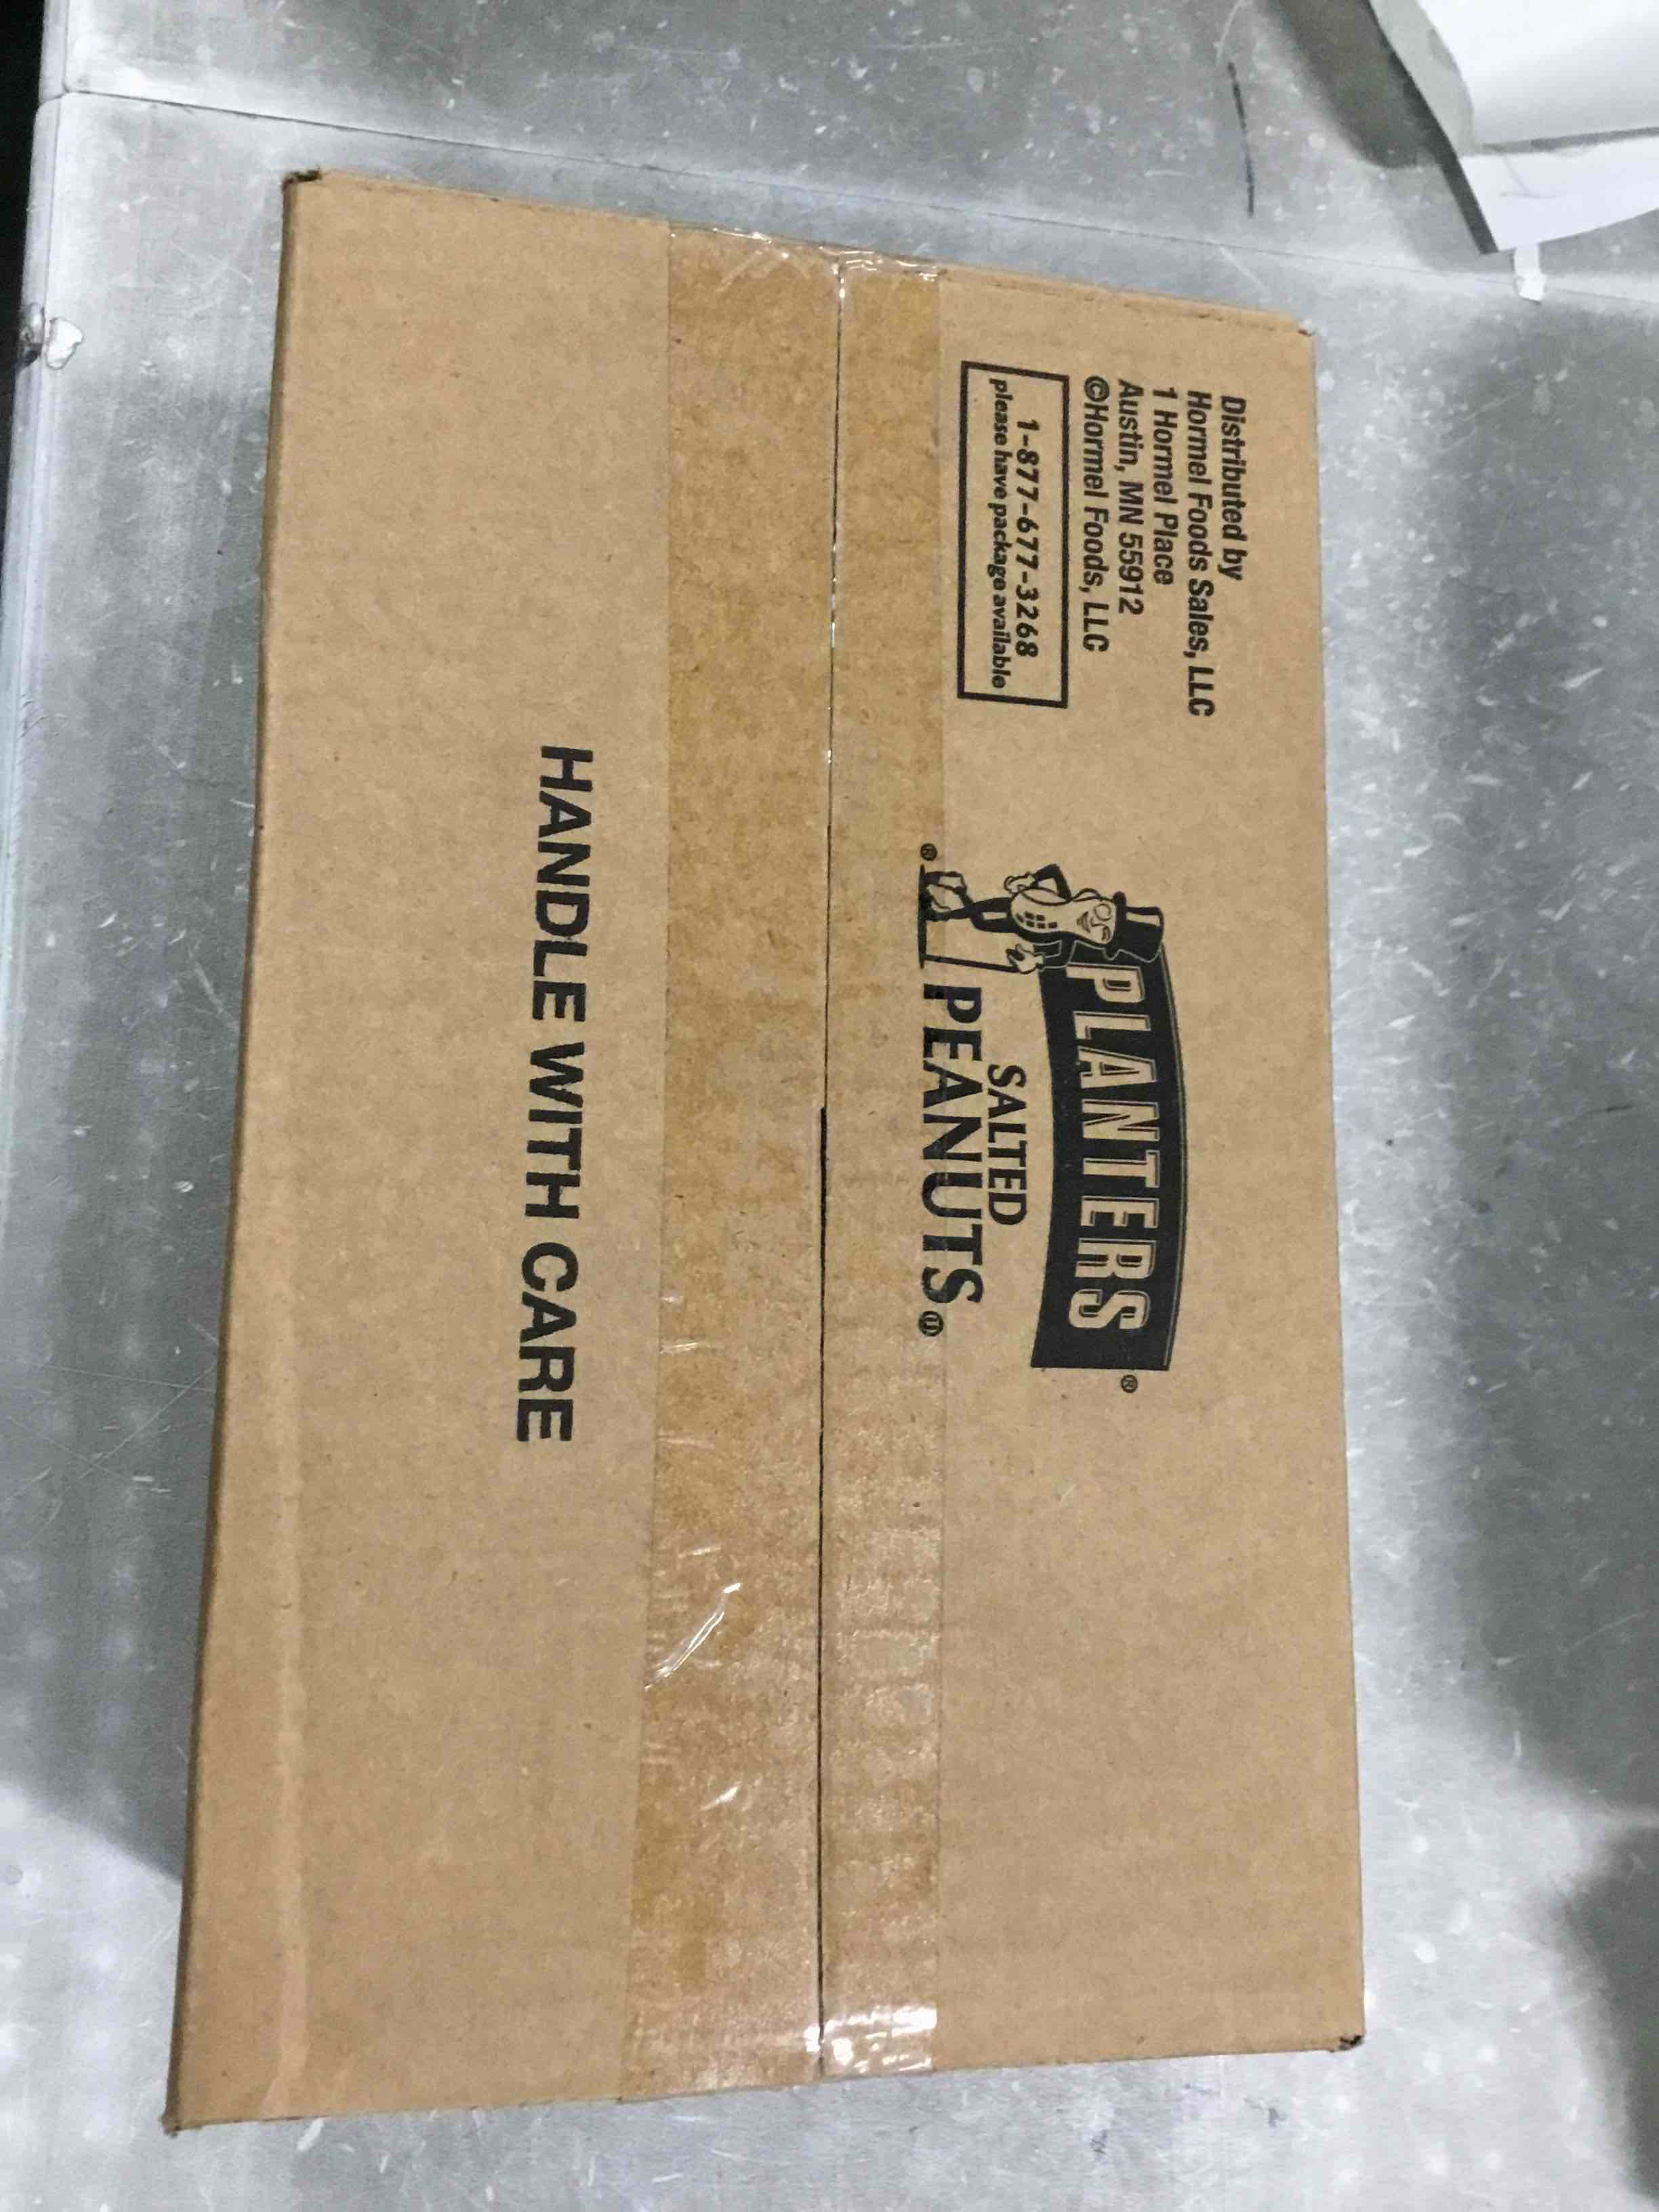 Distributed by
Hormel Foods Sales, LLC
1 Hormel Place
Austin, MN 55912
©Hormel Foods, LLC
1-877-677-3268
please have package available
PLANTERS®
SALTED
PEANUTS.
®
HANDLE WITH CARE